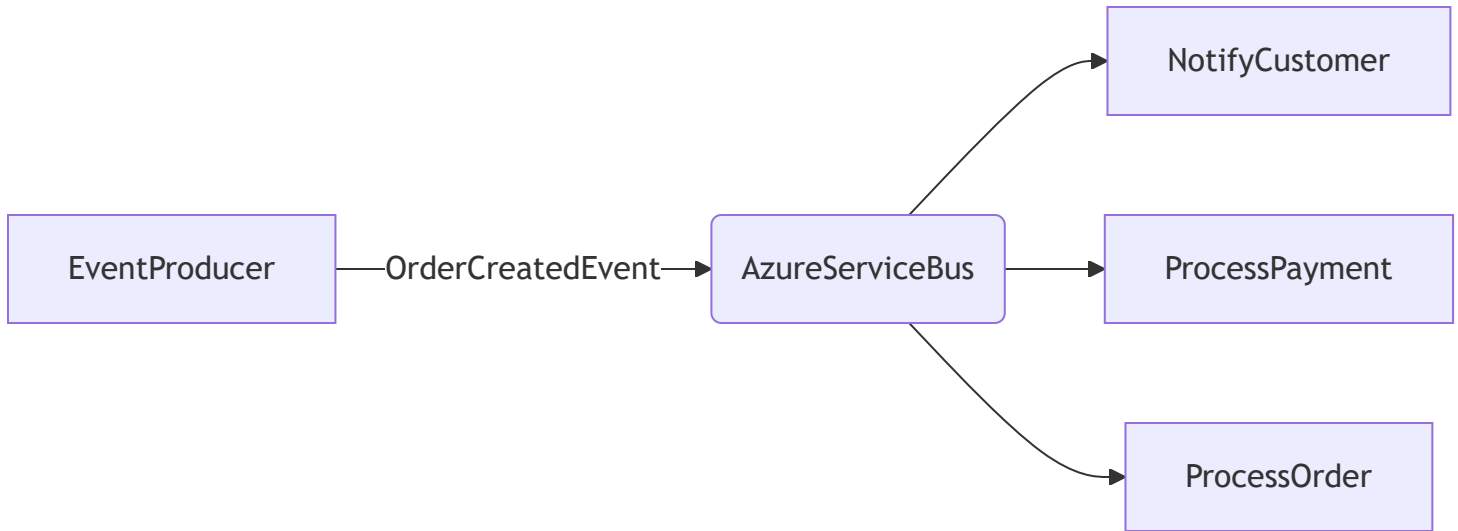 NotifyCustomer
EventProducer
OrderCreatedEvent
AzureServiceBus
ProcessPayment
ProcessOrder